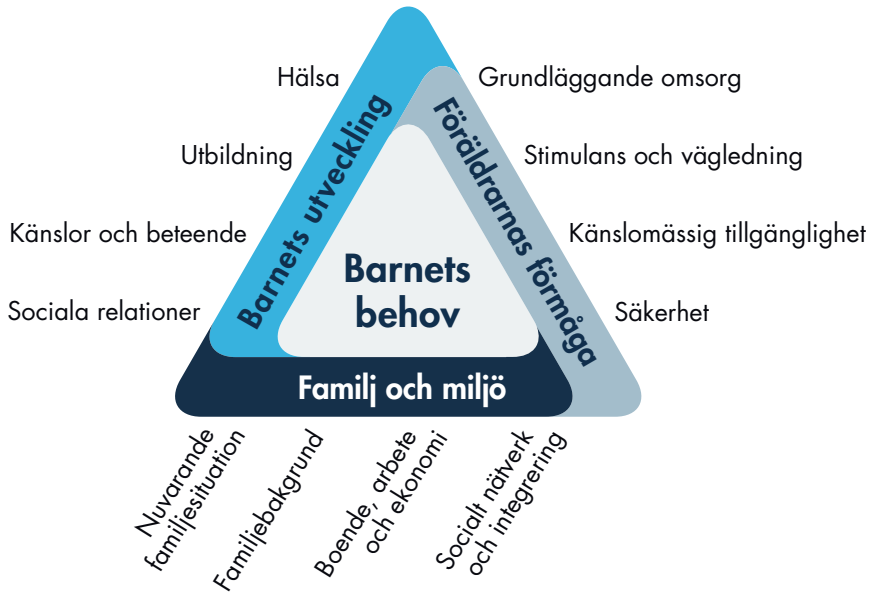 Hälsa
Utbildning
Känslor och beteende
Sociala relationer
Barnets utveckling
Föräldrarnas förmåga
Grundläggande omsorg
Stimulans och vägledning
Känslomässig tillgänglighet
Säkerhet
Barnets
behov
Familj och miljö
Nuvarande
familjesituation
Familjebakgrund
Boende, arbete
och ekonomi
Socialt nätverk
och integrering